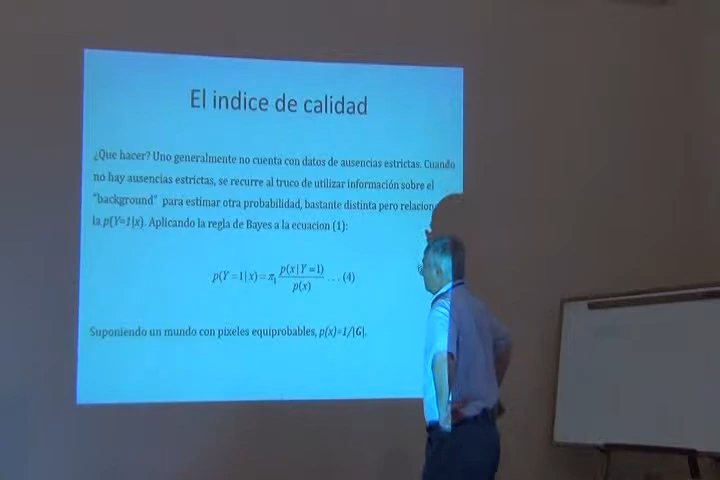 El indice de calidad
¿Que hacer? Uno generalmente no cuenta con datos de ausencias estrictas. Cuando
no hay ausencias estrictas, se recurre al truco de utilizar información sobre el
"background" para estimar otra probabilidad, bastante distinta pero relacion
la p(Y=1|x). Aplicando la regla de Bayes a la ecuacion (1):
p(Y = 1 | x) = π₁ p(x | Y = 1) / p(x) ... (4)
Suponiendo un mundo con pixeles equiprobables, p(x)=1/|G|.